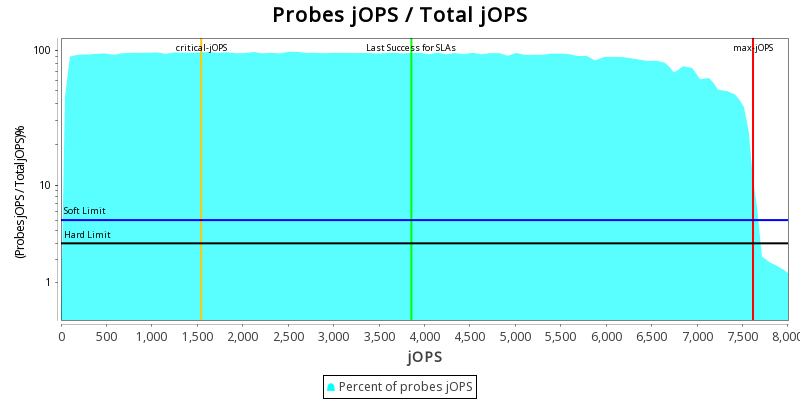 Probes jOPS / Total jOPS
critical-jOPS
Last Success for SLAs
max-jOPS
100
10
1
(Probes jOPS / Total jOPS)%
Soft Limit
Hard Limit
0 500 1,000 1,500 2,000 2,500 3,000 3,500 4,000 4,500 5,000 5,500 6,000 6,500 7,000 7,500 8,000
jOPS
Percent of probes jOPS